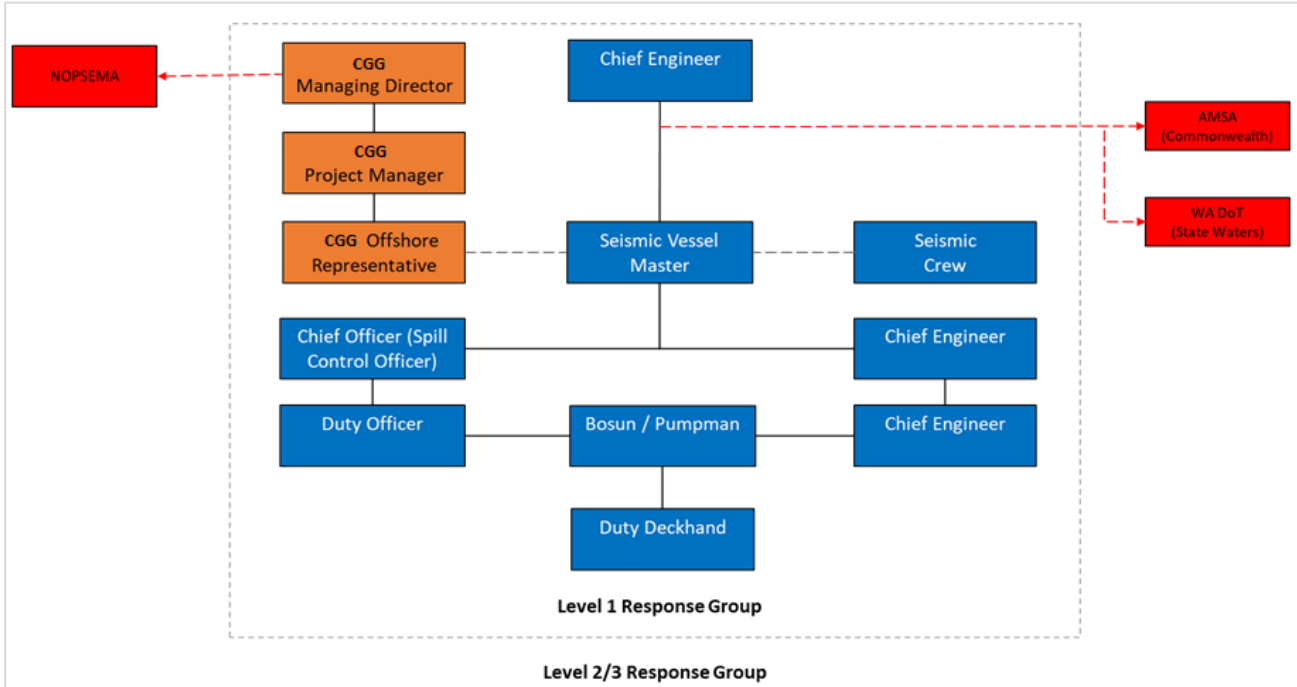 NOPSEMA
CGG
Managing Director
Chief Engineer
AMSA
(Commonwealth)
CGG
Project Manager
WA DoT
(State Waters)
CGG Offshore
Representative
Seismic Vessel
Master
Seismic
Crew
Chief Officer (Spill
Control Officer)
Chief Engineer
Duty Officer
Bosun / Pumpman
Chief Engineer
Duty Deckhand
Level 1 Response Group
Level 2/3 Response Group